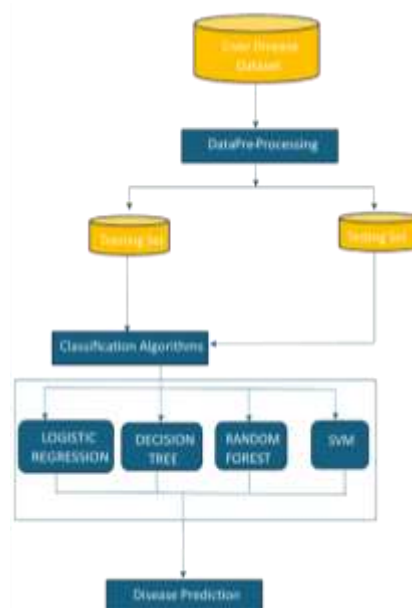 Liver Disease
Dataset
DataPre-Processing
Training Set
Testing Set
Classification Algorithms
LOGISTIC
REGRESSION
DECISION
TREE
RANDOM
FOREST
SVM
Disease Prediction